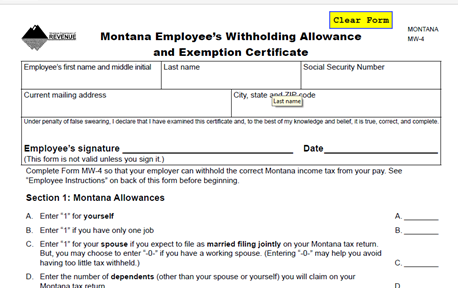 Clear Form
MONTANA
MW-4
REVENUE
Montana Employee's Withholding Allowance
and Exemption Certificate
Employee's first name and middle initial
Last name
Social Security Number
Current mailing address
City, state and ZIP code
Last name
Under penalty of false swearing, I declare that I have examined this certificate and, to the best of my knowledge and belief, it is true, correct, and complete.
Employee's signature
Date
(This form is not valid unless you sign it.)
Complete Form MW-4 so that your employer can withhold the correct Montana income tax from your pay. See
"Employee Instructions" on back of this form before beginning.
Section 1: Montana Allowances
A. Enter "1" for yourself A.
B. Enter "1" if you have only one job B.
C. Enter "1" for your spouse if you expect to file as married filing jointly on your Montana tax return.
But, you may choose to enter "-0-" if you have a working spouse. (Entering "-0-" may help you avoid
having too little tax withheld.) C.
D. Enter the number of dependents (other than your spouse or yourself) you will claim on your
Montana tax return D.